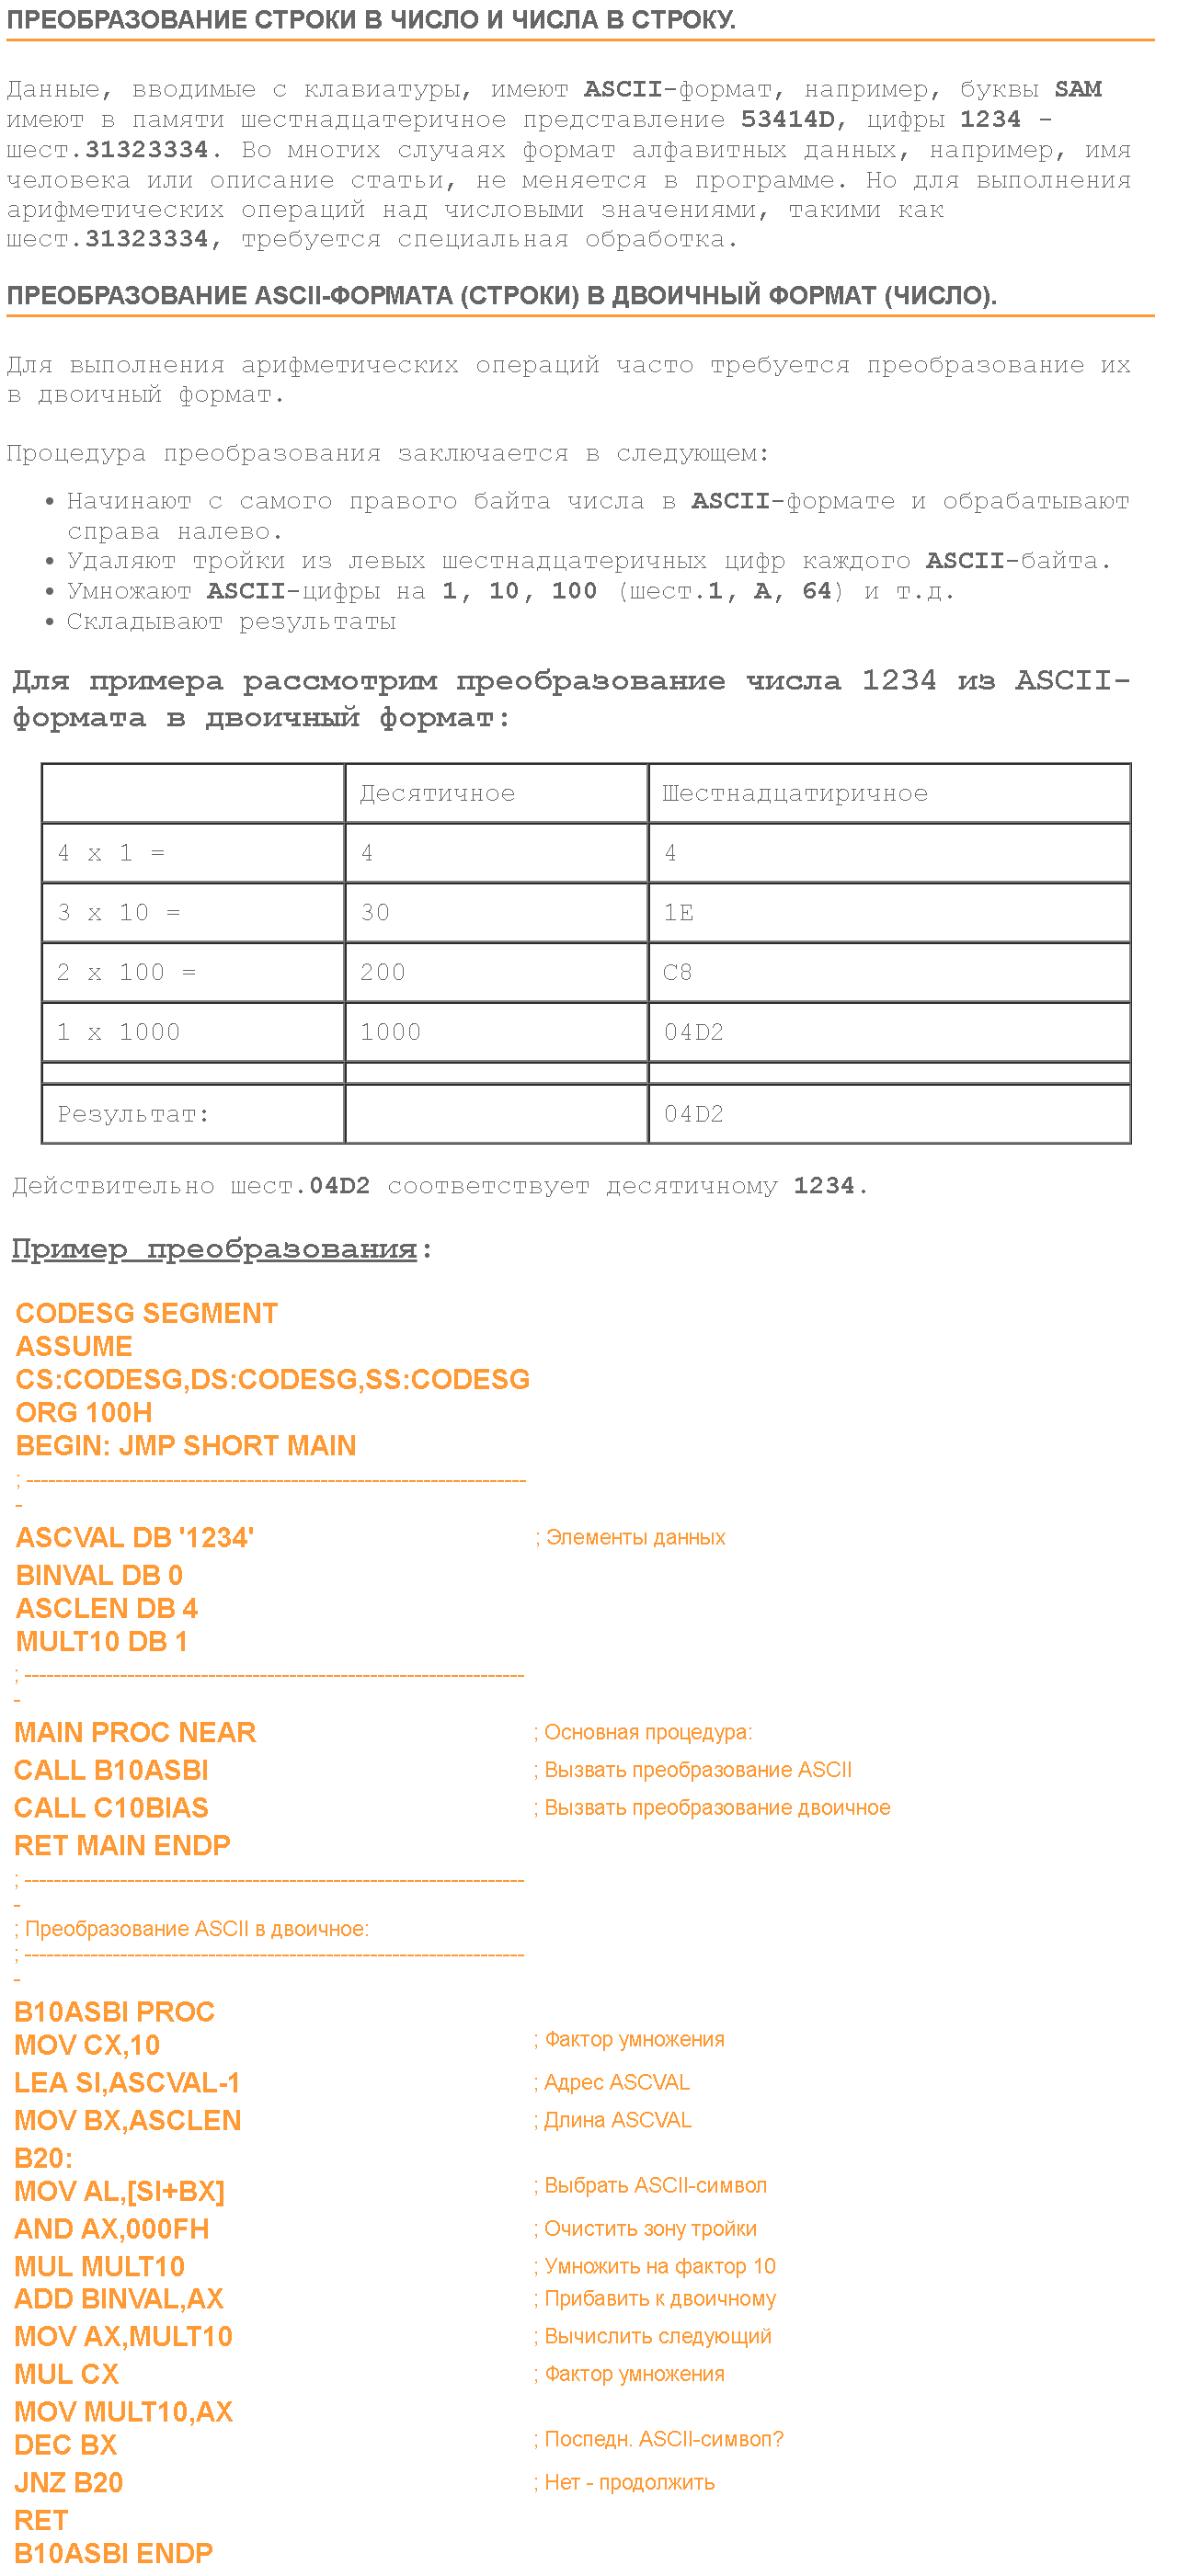 ПРЕОБРАЗОВАНИЕ СТРОКИ В ЧИСЛО И ЧИСЛА В СТРОКУ.
Данные, вводимые с клавиатуры, имеют ASCII-формат, например, буквы SAM
имеют в памяти шестнадцатеричное представление 53414D, цифры 1234 -
шест.31323334. Во многих случаях формат алфавитных данных, например, имя
человека или описание статьи, не меняется в программе. Но для выполнения
арифметических операций над числовыми значениями, такими как
шест.31323334, требуется специальная обработка.
ПРЕОБРАЗОВАНИЕ ASCII-ФОРМАТА (СТРОКИ) В ДВОИЧНЫЙ ФОРМАТ (ЧИСЛО).
Для выполнения арифметических операций часто требуется преобразование их
в двоичный формат.
Процедура преобразования заключается в следующем:
• Начинают с самого правого байта числа в ASCII-формате и обрабатывают
справа налево.
• Удаляют тройки из левых шестнадцатеричных цифр каждого ASCII-байта.
• Умножают ASCII-цифры на 1, 10, 100 (шест.1, A, 64) и т.д.
• Складывают результаты
Для примера рассмотрим преобразование числа 1234 из ASCII-
формата в двоичный формат:
Десятичное Шестнадцатиричное
4 x 1 = 4 4
3 x 10 = 30 1E
2 x 100 = 200 C8
1 x 1000 1000 04D2
Результат: 04D2
Действительно шест.04D2 соответствует десятичному 1234.
Пример преобразования:
CODESG SEGMENT
ASSUME
CS:CODESG,DS:CODESG,SS:CODESG
ORG 100H
BEGIN: JMP SHORT MAIN
; --------------------------------------------------------------------
-
ASCVAL DB '1234' ; Элементы данных
BINVAL DB 0
ASCLEN DB 4
MULT10 DB 1
; --------------------------------------------------------------------
-
MAIN PROC NEAR ; Основная процедура:
CALL B10ASBI ; Вызвать преобразование ASCII
CALL C10BIAS ; Вызвать преобразование двоичное
RET MAIN ENDP
; --------------------------------------------------------------------
-
; Преобразование ASCII в двоичное:
; --------------------------------------------------------------------
-
B10ASBI PROC
MOV CX,10 ; Фактор умножения
LEA SI,ASCVAL-1 ; Адрес ASCVAL
MOV BX,ASCLEN ; Длина ASCVAL
B20:
MOV AL,[SI+BX] ; Выбрать ASCII-символ
AND AX,000FH ; Очистить зону тройки
MUL MULT10 ; Умножить на фактор 10
ADD BINVAL,AX ; Прибавить к двоичному
MOV AX,MULT10 ; Вычислить следующий
MUL CX ; Фактор умножения
MOV MULT10,AX
DEC BX ; Поспедн. ASCII-симвоп?
JNZ B20 ; Нет - продолжить
RET
B10ASBI ENDP